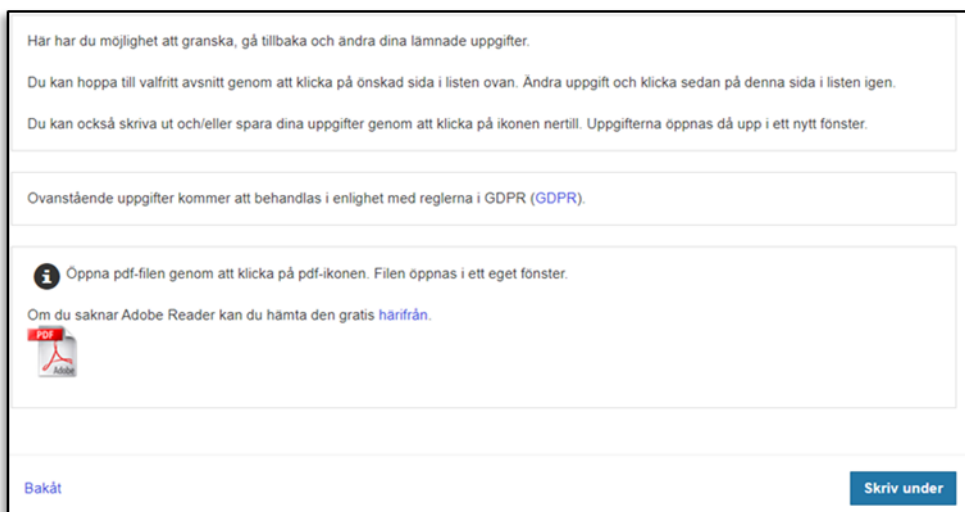 Här har du möjlighet att granska, gå tillbaka och ändra dina lämnade uppgifter.
Du kan hoppa till valfritt avsnitt genom att klicka på önskad sida i listen ovan. Ändra uppgift och klicka sedan på denna sida i listen igen.
Du kan också skriva ut och/eller spara dina uppgifter genom att klicka på ikonen nertill. Uppgifterna öppnas då upp i ett nytt fönster.
Ovanstående uppgifter kommer att behandlas i enlighet med reglerna i GDPR (GDPR).
Öppna pdf-filen genom att klicka på pdf-ikonen. Filen öppnas i ett eget fönster.
Om du saknar Adobe Reader kan du hämta den gratis härifrån.
PDF
Adobe
Bakåt
Skriv under